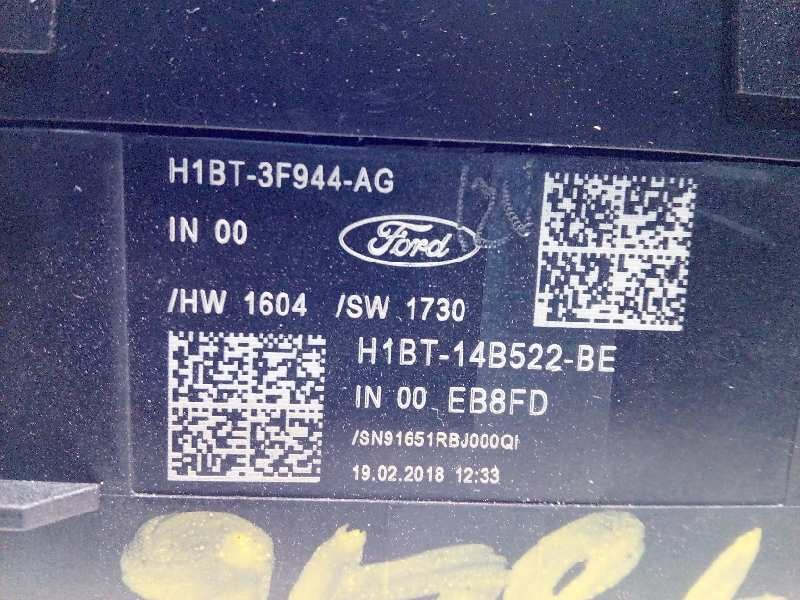 H1BT-3F944-AG
IN 00
Ford
/HW 1604 /SW 1730
H1BT-14B522-BE
IN 00 EB8FD
/SN91651RBJ000QI
19.02.2018 12:33